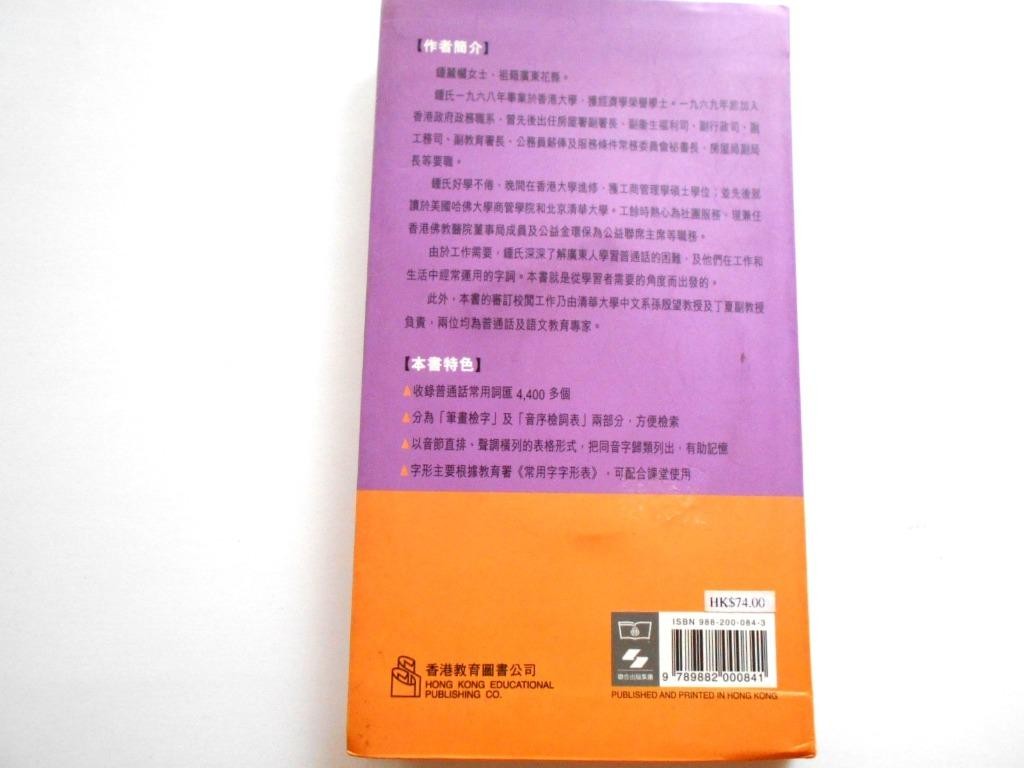 【作者簡介】
鍾麗幗女士，祖籍廣東花縣。
鍾氏一九六八年畢業於香港大學，獲經濟學榮譽學士。一九六九年起加入
香港政府政務職系，曾先後出任房屋署副署長、副衞生福利司、副行政司、副
工務司、副教育署長、公務員薪俸及服務條件常務委員會秘書長、房屋局副局
長等要職。
鍾氏好學不倦，晚間在香港大學進修，獲工商管理學碩士學位；並先後就
讀於美國哈佛大學商管學院和北京清華大學。工餘時熱心為社團服務，現兼任
香港佛教醫院董事局成員及公益金環保為公益聯席主席等職務。
由於工作需要，鍾氏深深了解廣東人學習普通話的困難，及他們在工作和
生活中經常運用的字詞。本書就是從學習者需要的角度而出發的。
此外，本書的審訂校閱工作乃由清華大學中文系孫殷望教授及丁夏副教授
負責，兩位均為普通話及語文教育專家。
【本書特色】
收錄普通話常用詞匯 4,400 多個
分為「筆畫檢字」及「音序檢詞表」兩部分，方便檢索
以音節直排、聲調橫列的表格形式，把同音字歸類列出，有助記憶
字形主要根據教育署《常用字字形表》，可配合課堂使用
HK$74.00
ISBN 988-200-084-3
聯合出版集團
9 789882 000841
香港教育圖書公司
HONG KONG EDUCATIONAL
PUBLISHING CO.
PUBLISHED AND PRINTED IN HONG KONG